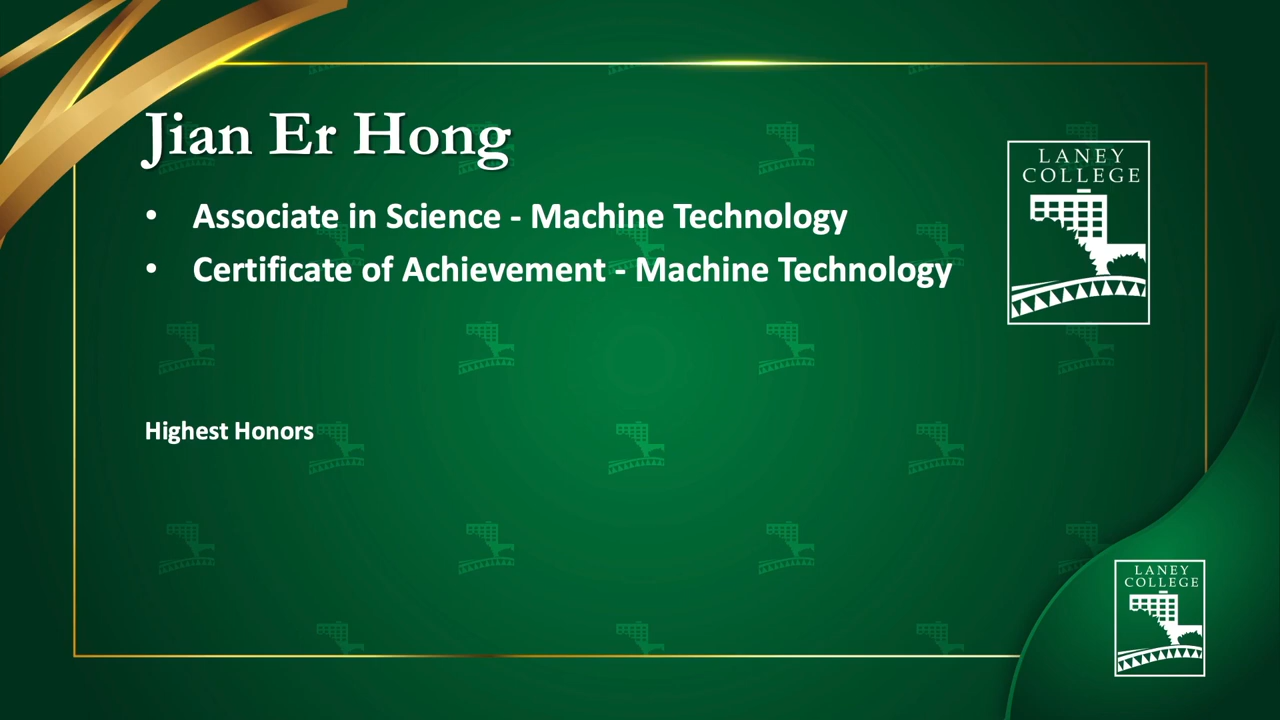 Jian Er Hong
• Associate in Science - Machine Technology
• Certificate of Achievement - Machine Technology
LANEY
COLLEGE
Highest Honors
LANEY
COLLEGE